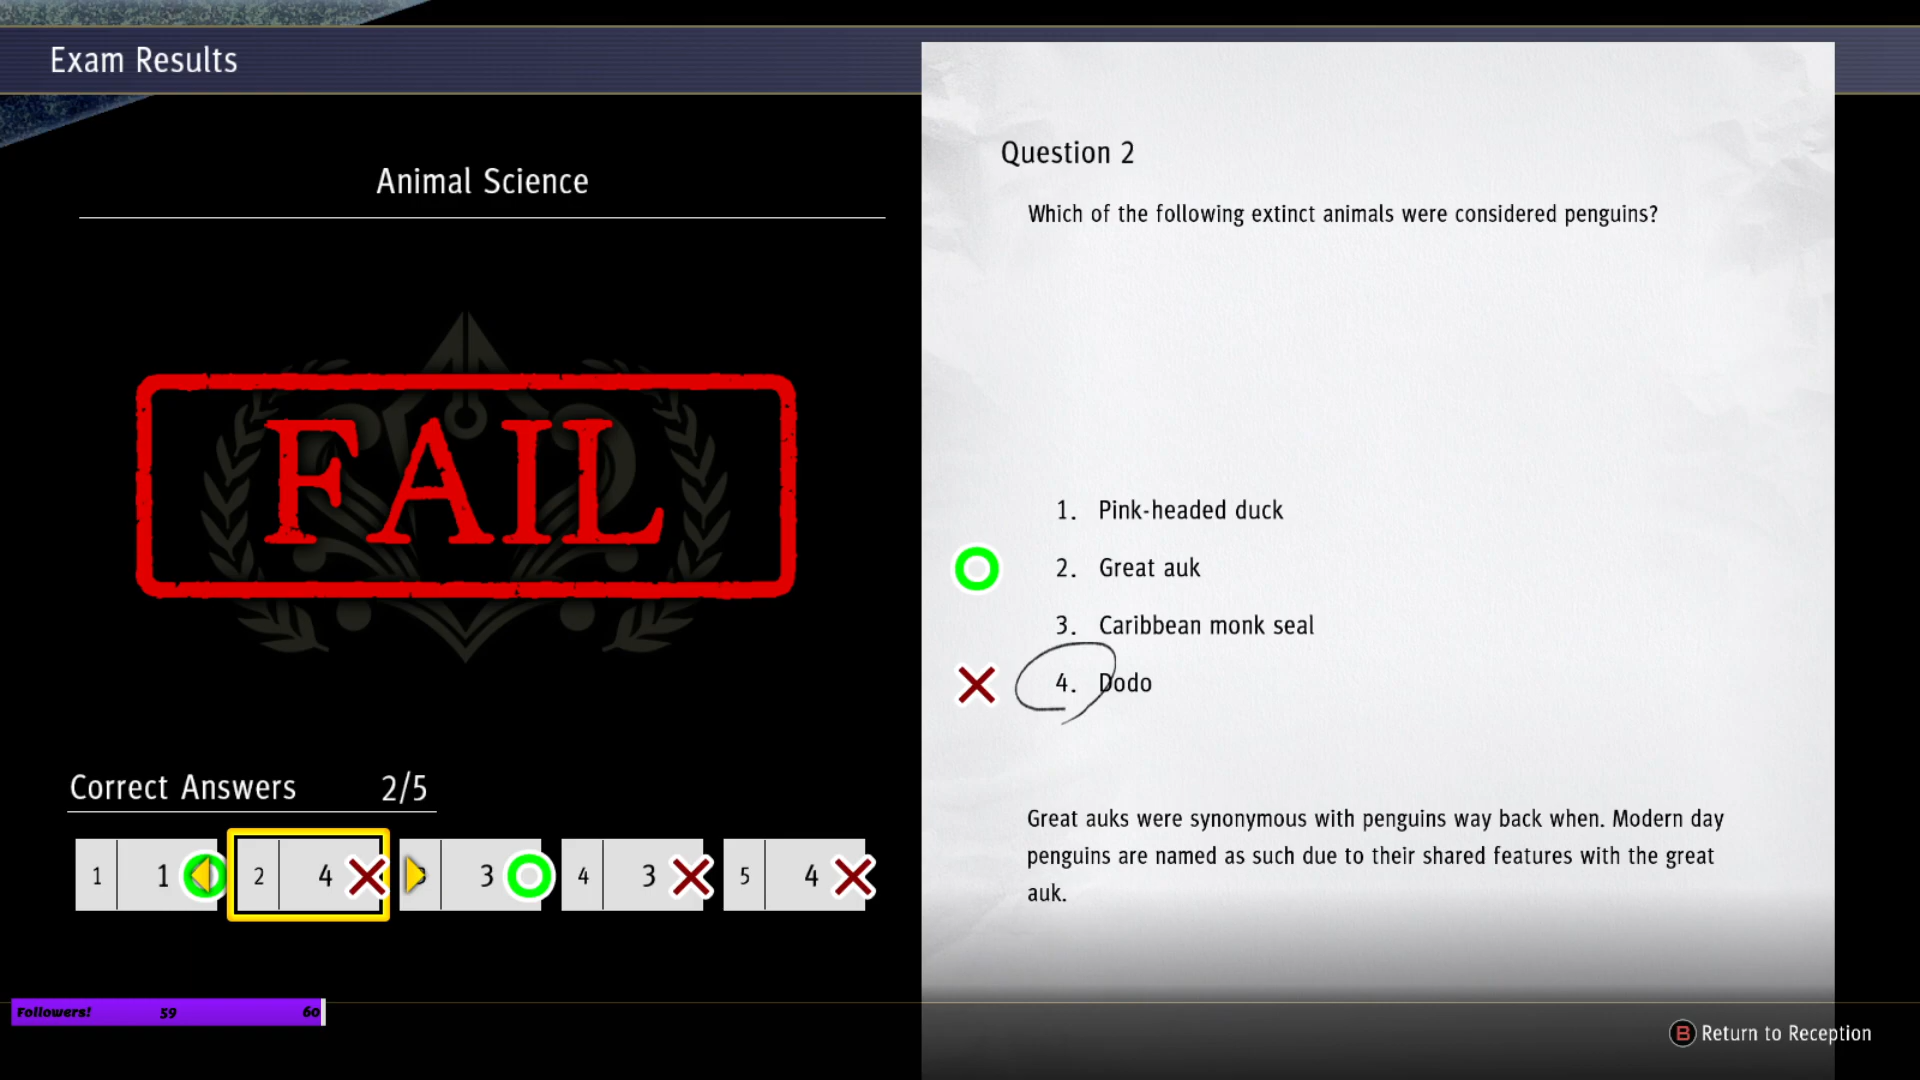 Exam Results
Animal Science
FAIL
Correct Answers 2/5
1 1 2 4 3 4 3 5 4
Followers! 59 60
Question 2
Which of the following extinct animals were considered penguins?
1. Pink-headed duck
2. Great auk
3. Caribbean monk seal
4. Dodo
Great auks were synonymous with penguins way back when. Modern day
penguins are named as such due to their shared features with the great
auk.
B Return to Reception